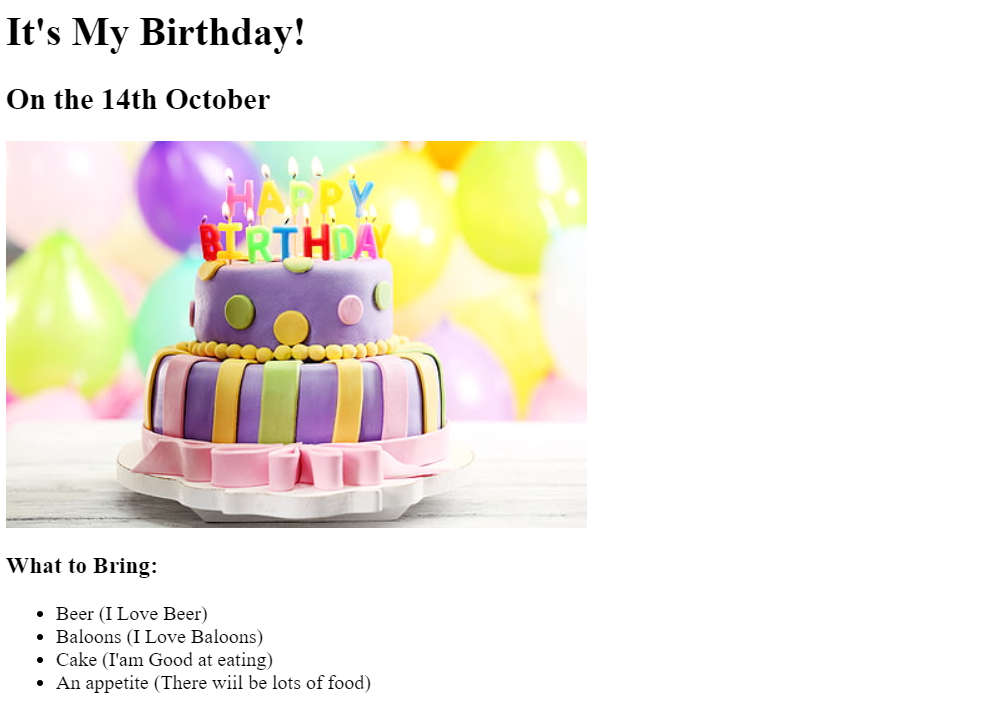 It's My Birthday!
On the 14th October
HAPPY
BIRTHDAY
What to Bring:
Beer (I Love Beer)
Baloons (I Love Baloons)
Cake (I'am Good at eating)
An appetite (There wiil be lots of food)